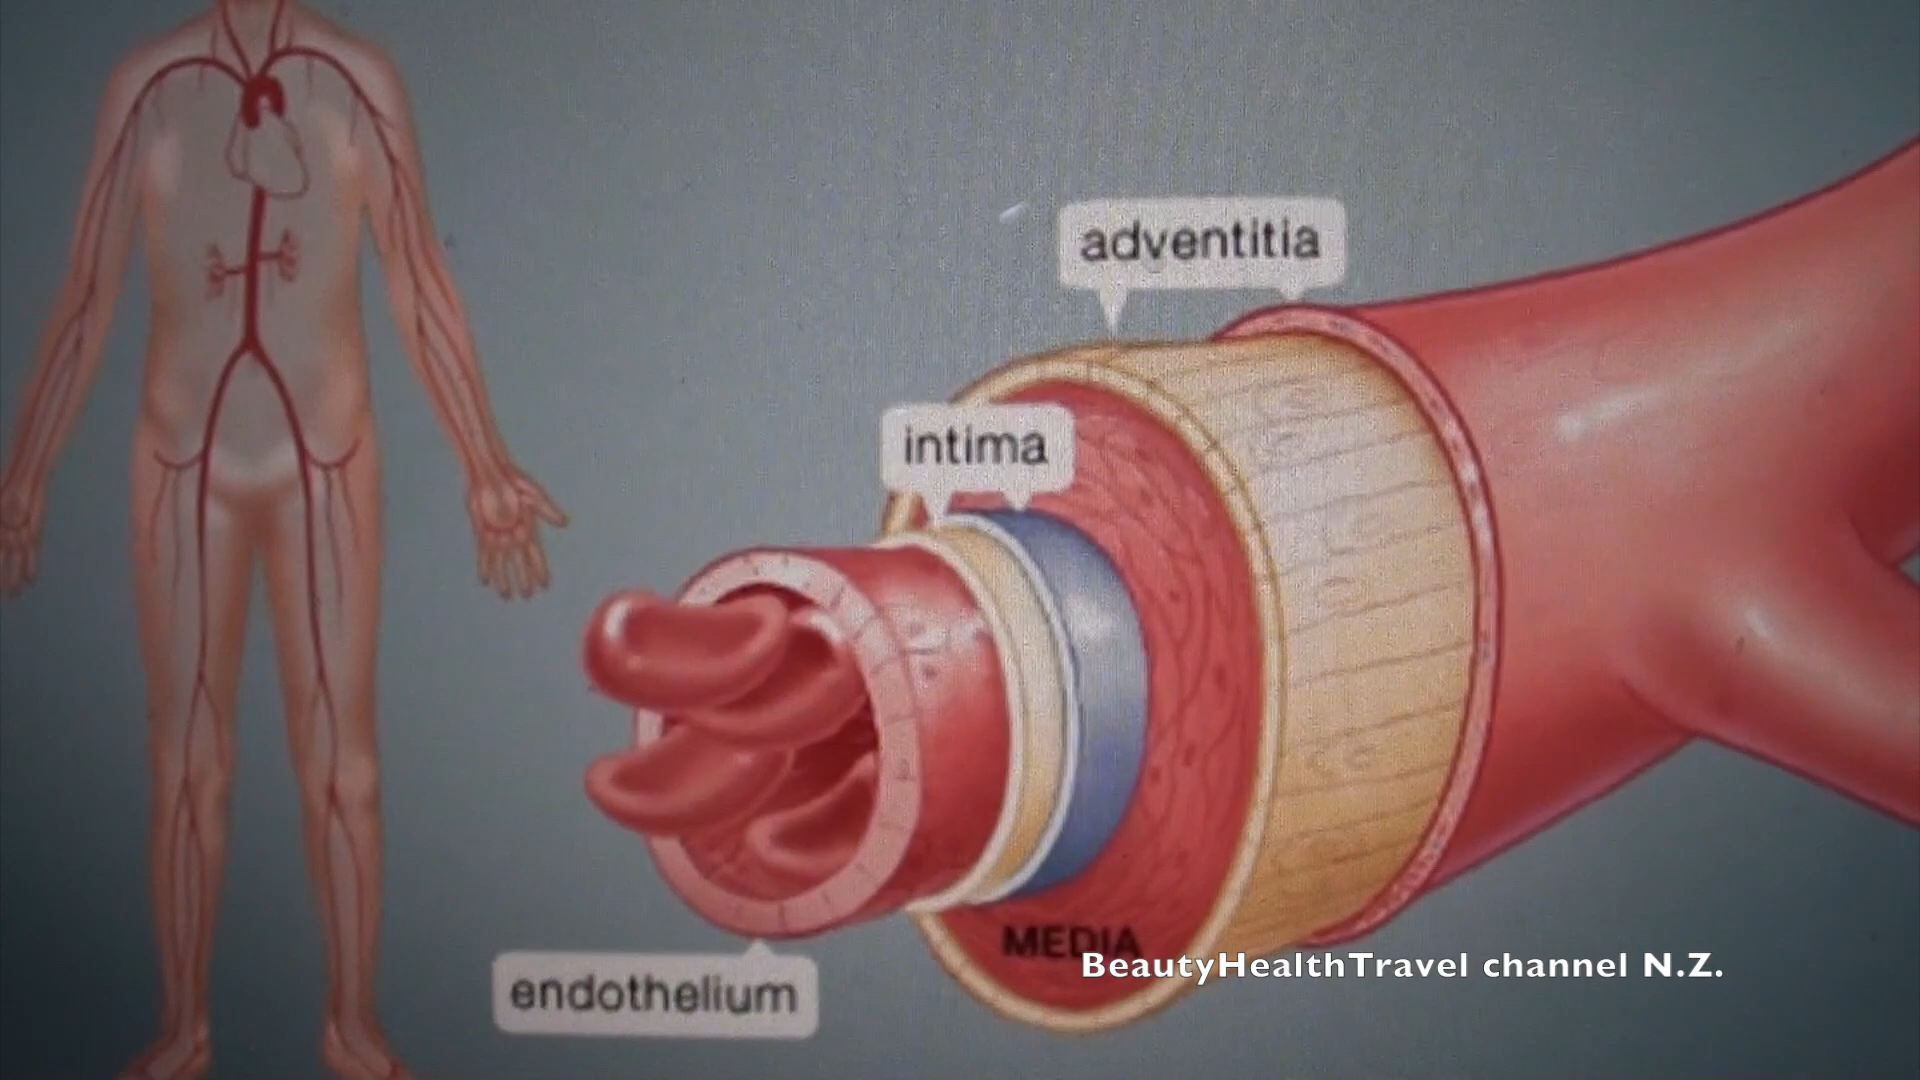 adventitia
intima
MEDIA
BeautyHealthTravel channel N.Z.
endothelium